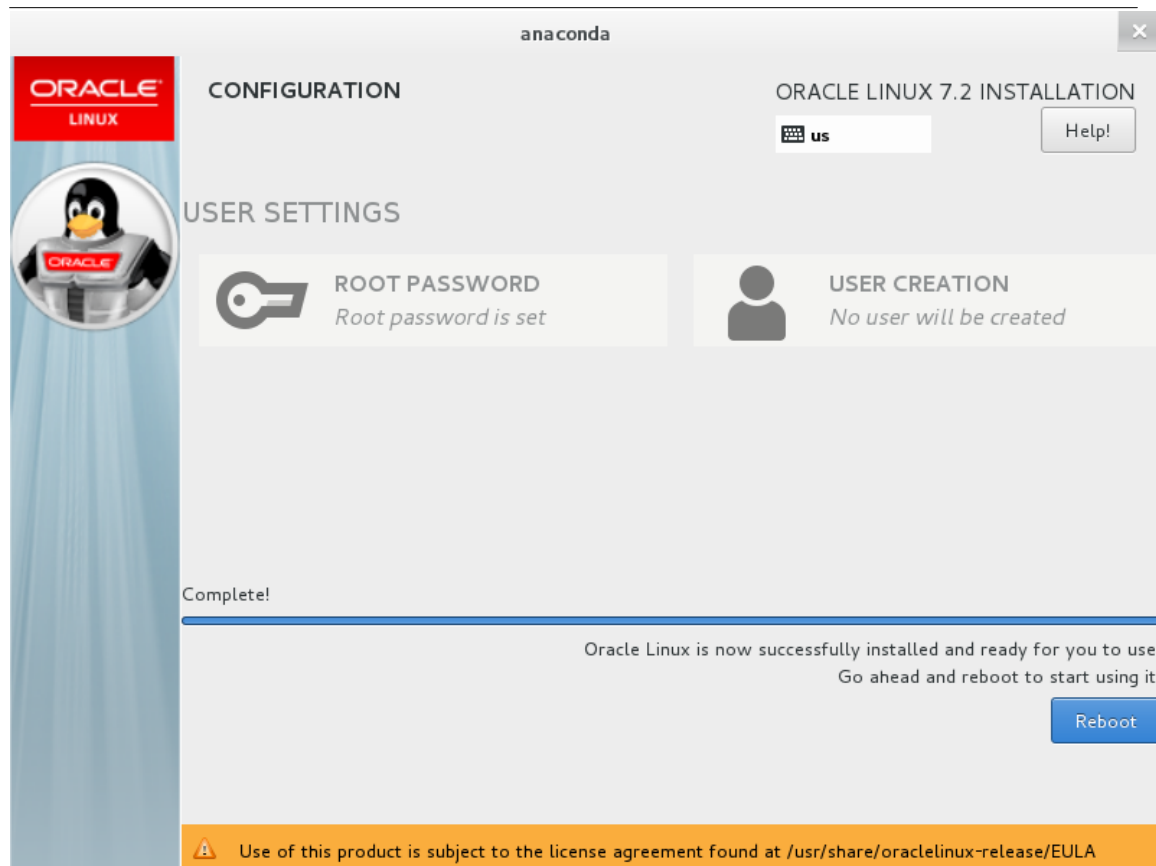 anaconda
ORACLE
LINUX
CONFIGURATION
ORACLE LINUX 7.2 INSTALLATION
us
Help!
ORACLE
USER SETTINGS
ROOT PASSWORD
Root password is set
USER CREATION
No user will be created
Complete!
Oracle Linux is now successfully installed and ready for you to use
Go ahead and reboot to start using it
Reboot
Use of this product is subject to the license agreement found at /usr/share/oraclelinux-release/EULA